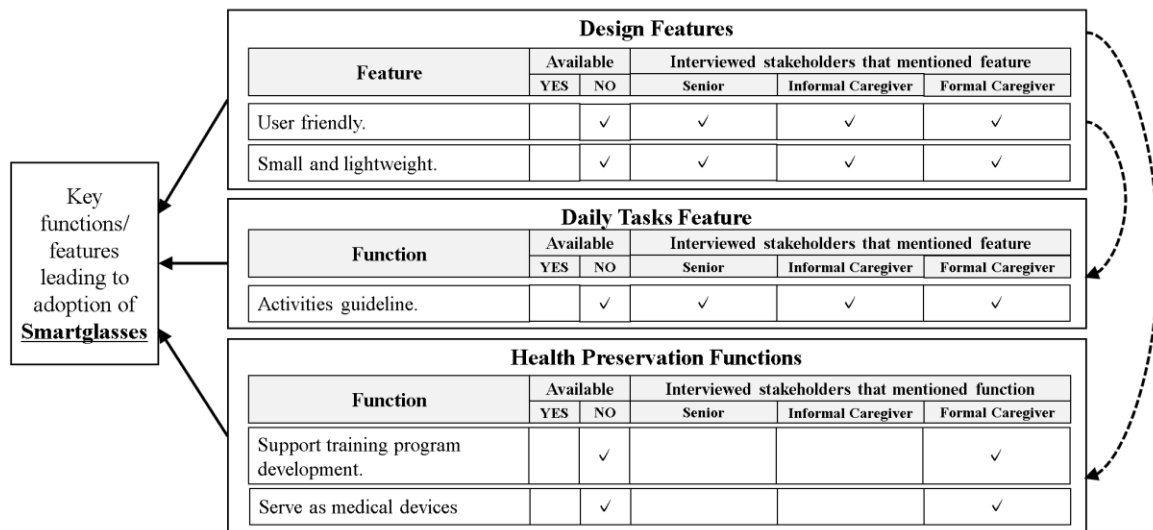 Key
functions/
features
leading to
adoption of
Smartglasses
Design Features
Feature
Available
Interviewed stakeholders that mentioned feature
YES
NO
Senior
Informal Caregiver
Formal Caregiver
User friendly.
✓
✓
✓
✓
Small and lightweight.
✓
✓
✓
✓
Daily Tasks Feature
Function
Available
Interviewed stakeholders that mentioned feature
YES
NO
Senior
Informal Caregiver
Formal Caregiver
Activities guideline.
✓
✓
✓
✓
Health Preservation Functions
Function
Available
Interviewed stakeholders that mentioned function
YES
NO
Senior
Informal Caregiver
Formal Caregiver
Support training program
development.
✓
✓
Serve as medical devices
✓
✓